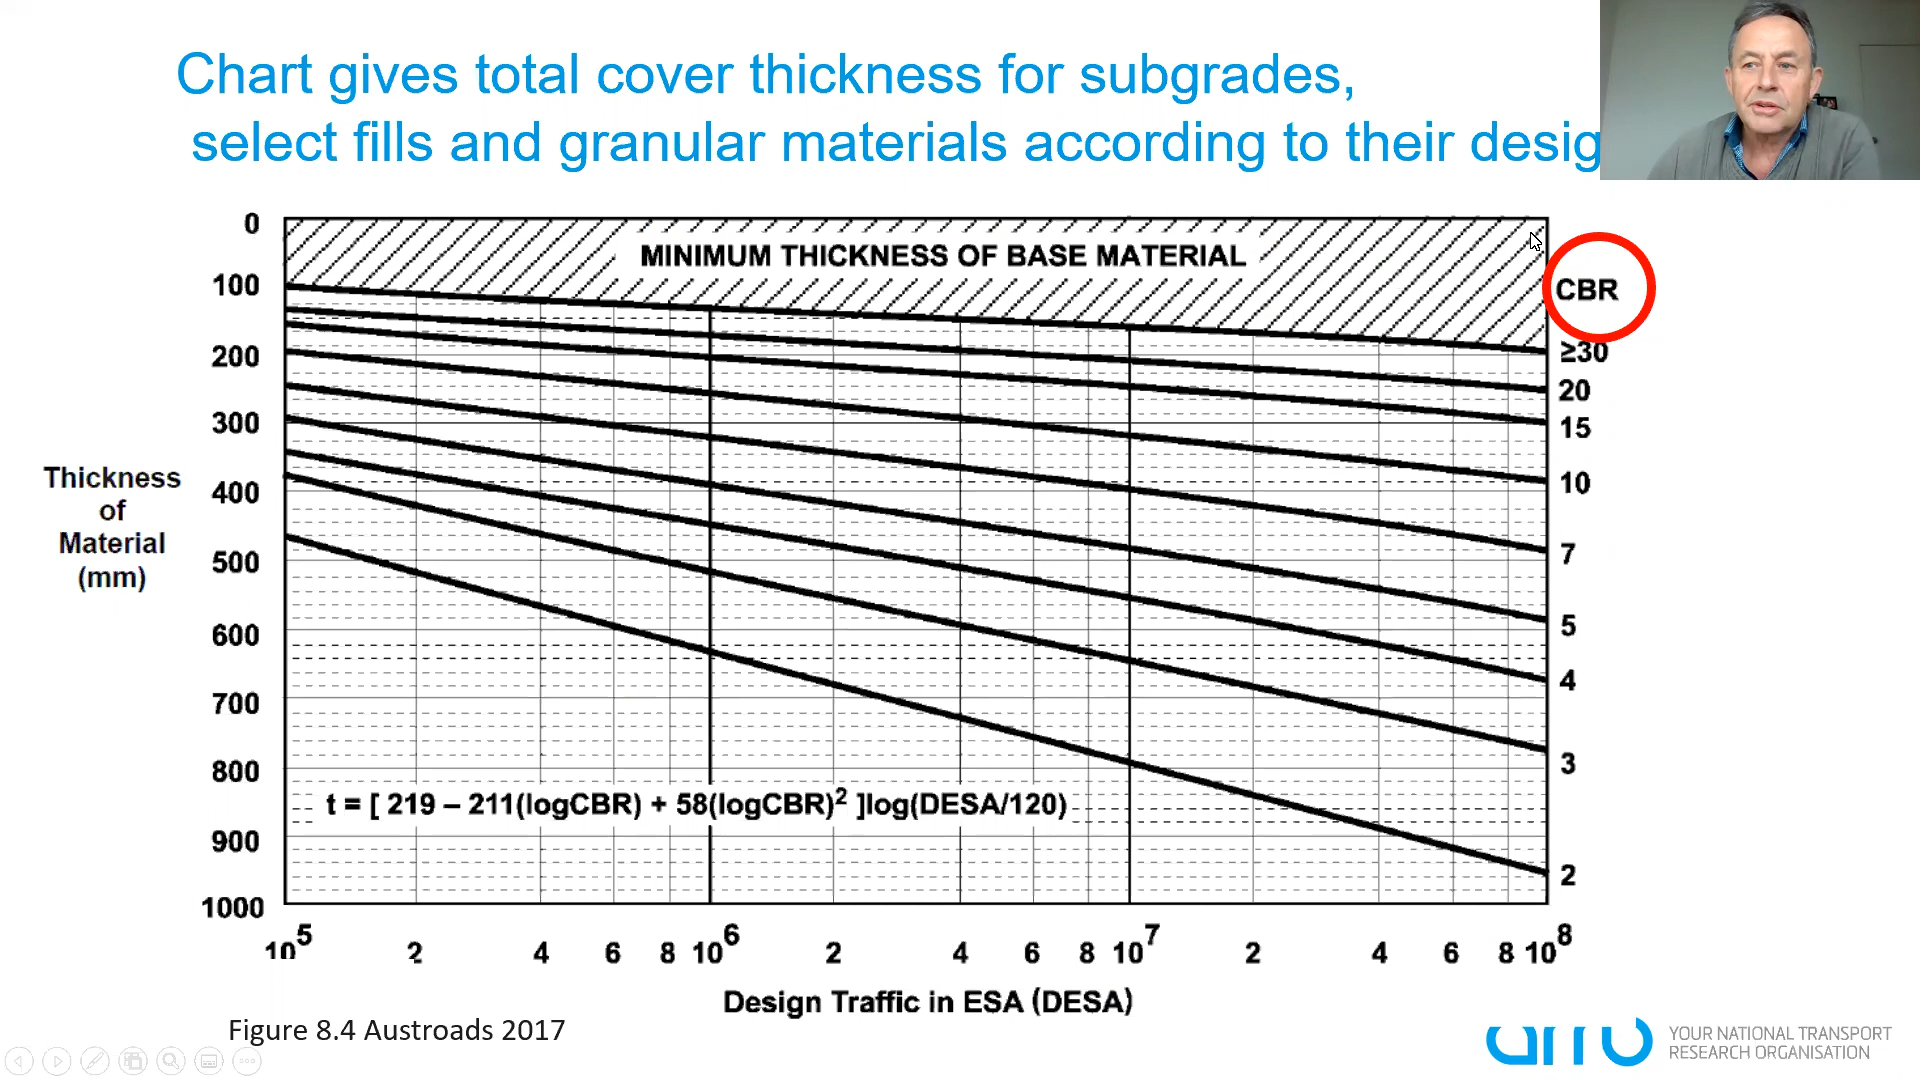 Chart gives total cover thickness for subgrades,
select fills and granular materials according to their desig
MINIMUM THICKNESS OF BASE MATERIAL
CBR
0
100
200
300
400
500
600
700
800
900
1000
Thickness
of
Material
(mm)
≥30
20
15
10
7
5
4
3
2
t = [ 219 – 211(logCBR) + 58(logCBR)² ]log(DESA/120)
10⁵ 2 4 6 8 10⁶ 2 4 6 8 10⁷ 2 4 6 8 10⁸
Design Traffic in ESA (DESA)
Figure 8.4 Austroads 2017
YOUR NATIONAL TRANSPORT
RESEARCH ORGANISATION